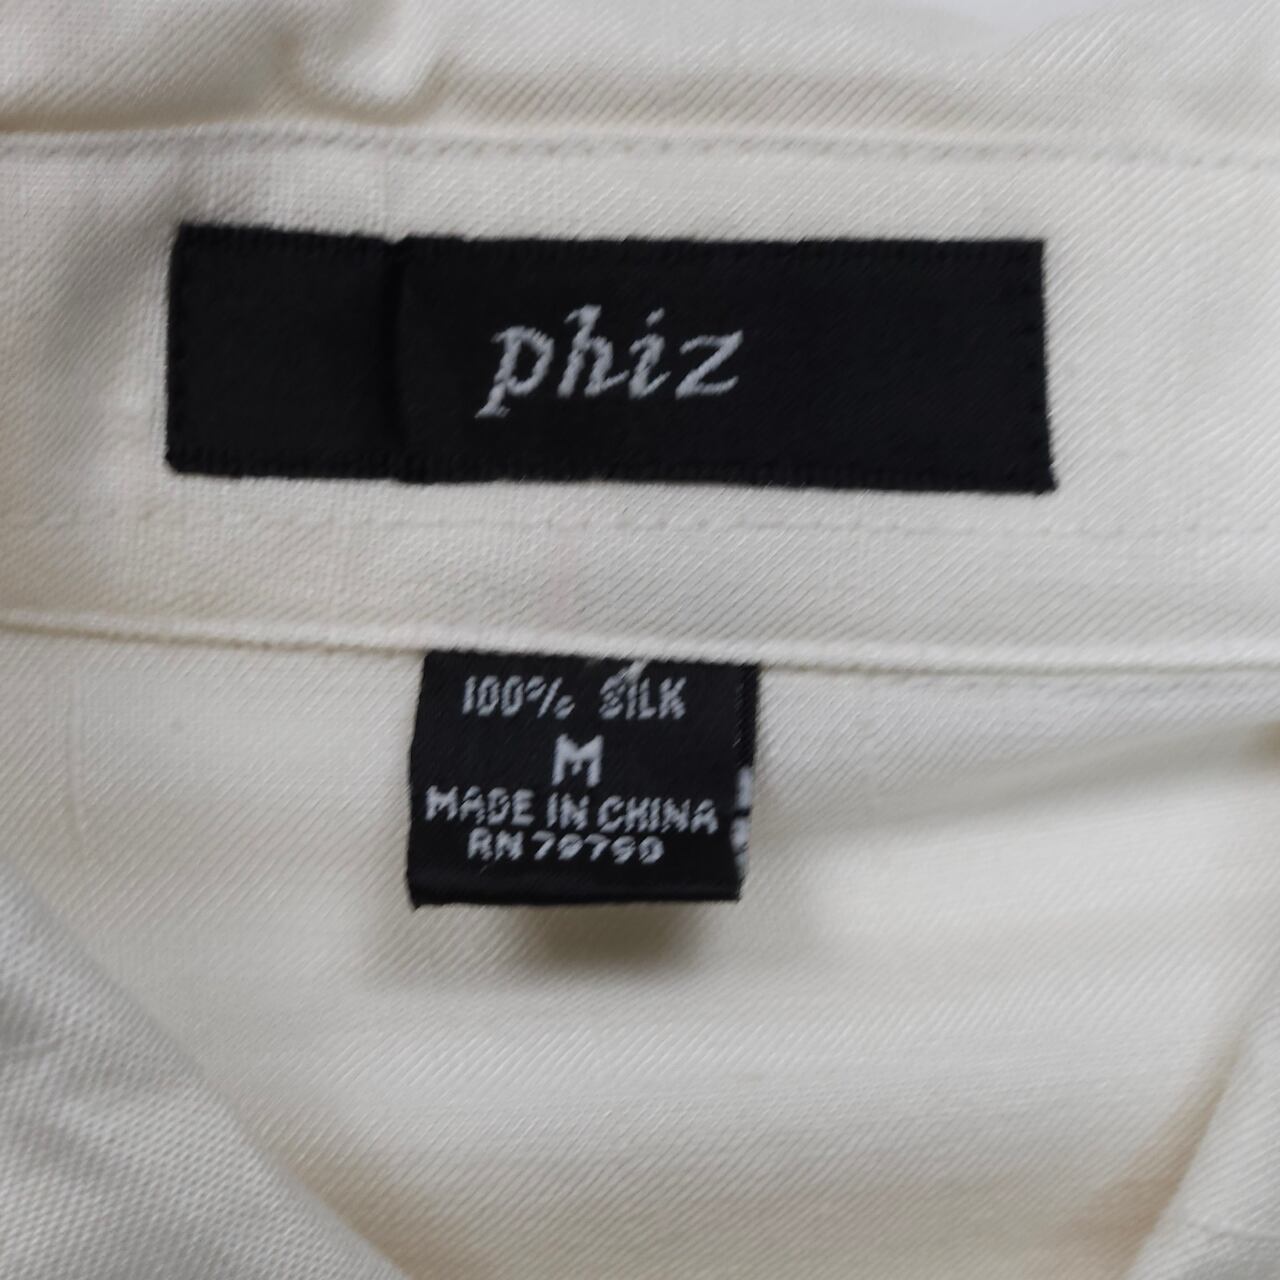 phiz
100% SILK
M
MADE IN CHINA
RN 79799